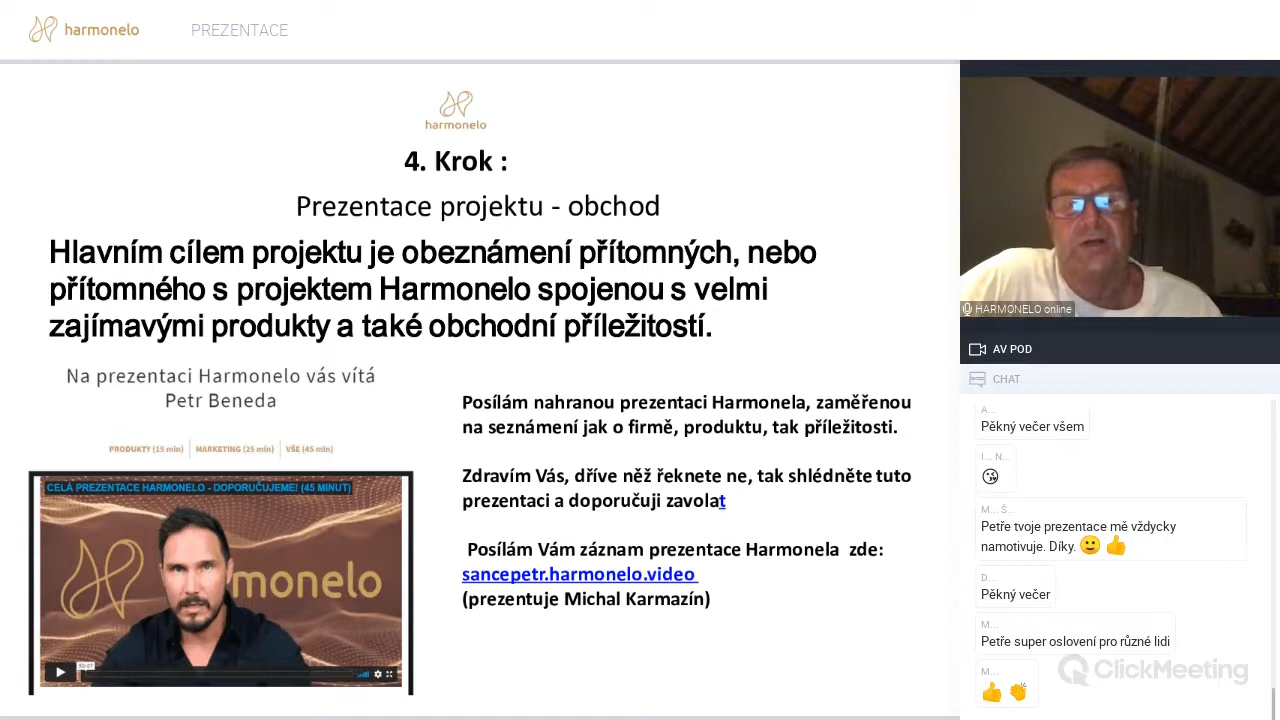 harmonelo
PREZENTACE
harmonelo
4. Krok :
Prezentace projektu - obchod
Hlavním cílem projektu je obeznámení přítomných, nebo
přítomného s projektem Harmonelo spojenou s velmi
zajímavými produkty a také obchodní příležitostí.
Na prezentaci Harmonelo vás vítá
Petr Beneda
PRODUKTY (15 min) | MARKETING (25 min) | VŠE (45 min)
CELÁ PREZENTACE HARMONELO - DOPORUČUJEME! (45 MINUT)
monelo
Posílám nahranou prezentaci Harmonela, zaměřenou
na seznámení jak o firmě, produktu, tak příležitosti.
Zdravím Vás, dříve něž řeknete ne, tak shlédněte tuto
prezentaci a doporučuji zavolat
Posílám Vám záznam prezentace Harmonela zde:
sancepetr.harmonelo.video
(prezentuje Michal Karmazín)
HARMONELO online
AV POD
CHAT
A...
Pěkný večer všem
I... N...
😘
M... Š...
Petře tvoje prezentace mě vždycky
namotivuje. Díky. 🙂 👍
D...
Pěkný večer
M...
Petře super oslovení pro různé lidi
ClickMeeting
M...
👍 👏